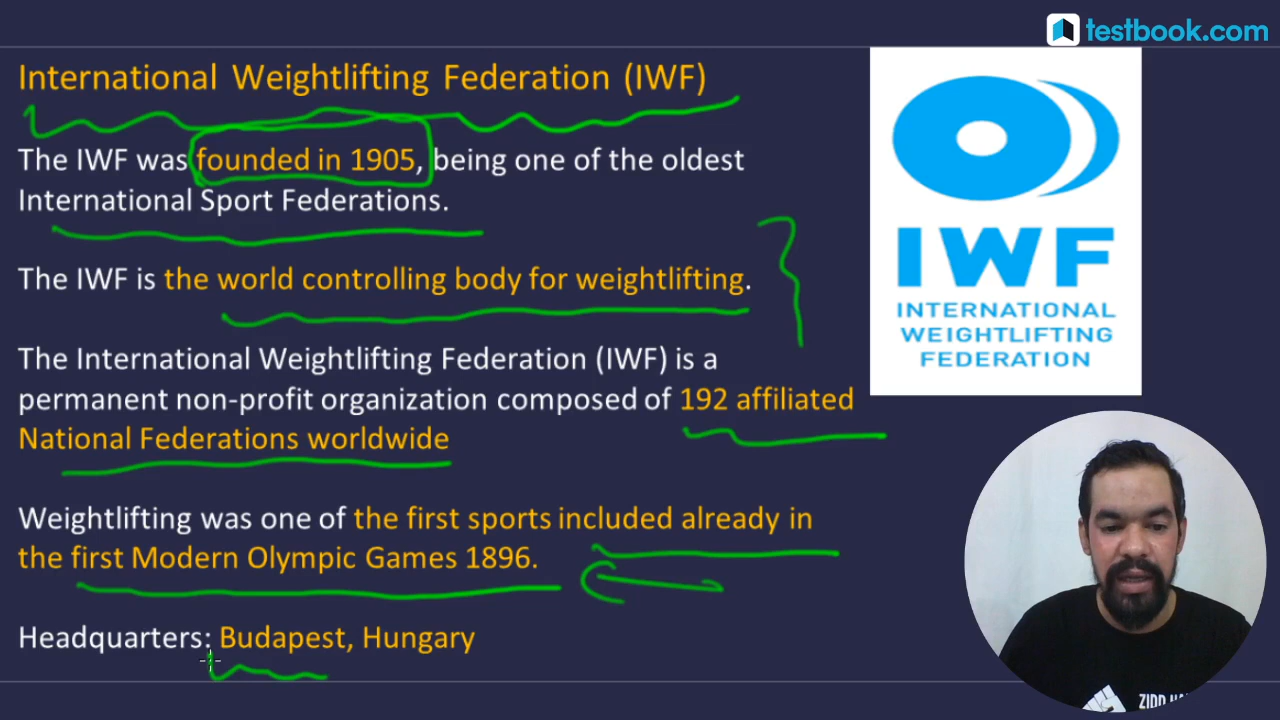 testbook.com
International Weightlifting Federation (IWF)
The IWF was founded in 1905, being one of the oldest
International Sport Federations.
The IWF is the world controlling body for weightlifting.
The International Weightlifting Federation (IWF) is a
permanent non-profit organization composed of 192 affiliated
National Federations worldwide
Weightlifting was one of the first sports included already in
the first Modern Olympic Games 1896.
Headquarters: Budapest, Hungary
IWF
INTERNATIONAL
WEIGHTLIFTING
FEDERATION